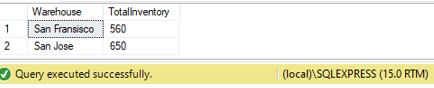 Warehouse TotalInventory
1 San Fransisco 560
2 San Jose 650
Query executed successfully. (local)\SQLEXPRESS (15.0 RTM)